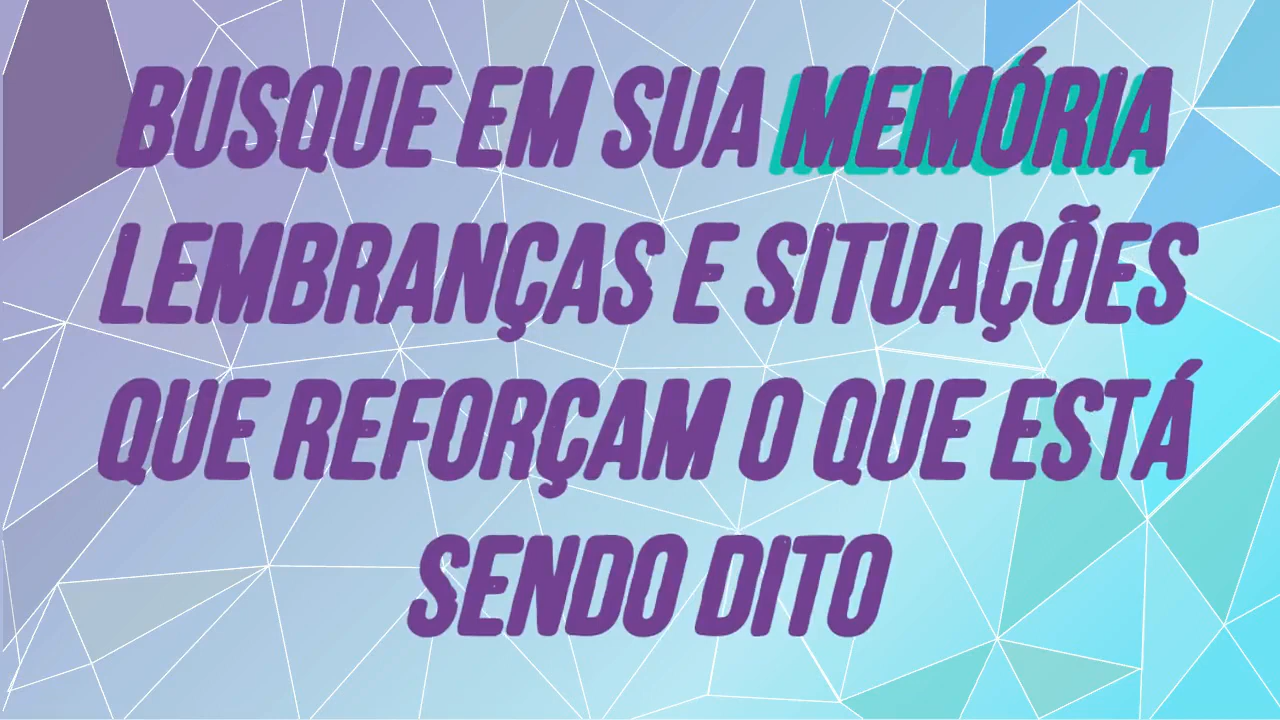 BUSQUE EM SUA MEMÓRIA
LEMBRANÇAS E SITUAÇÕES
QUE REFORÇAM O QUE ESTÁ
SENDO DITO